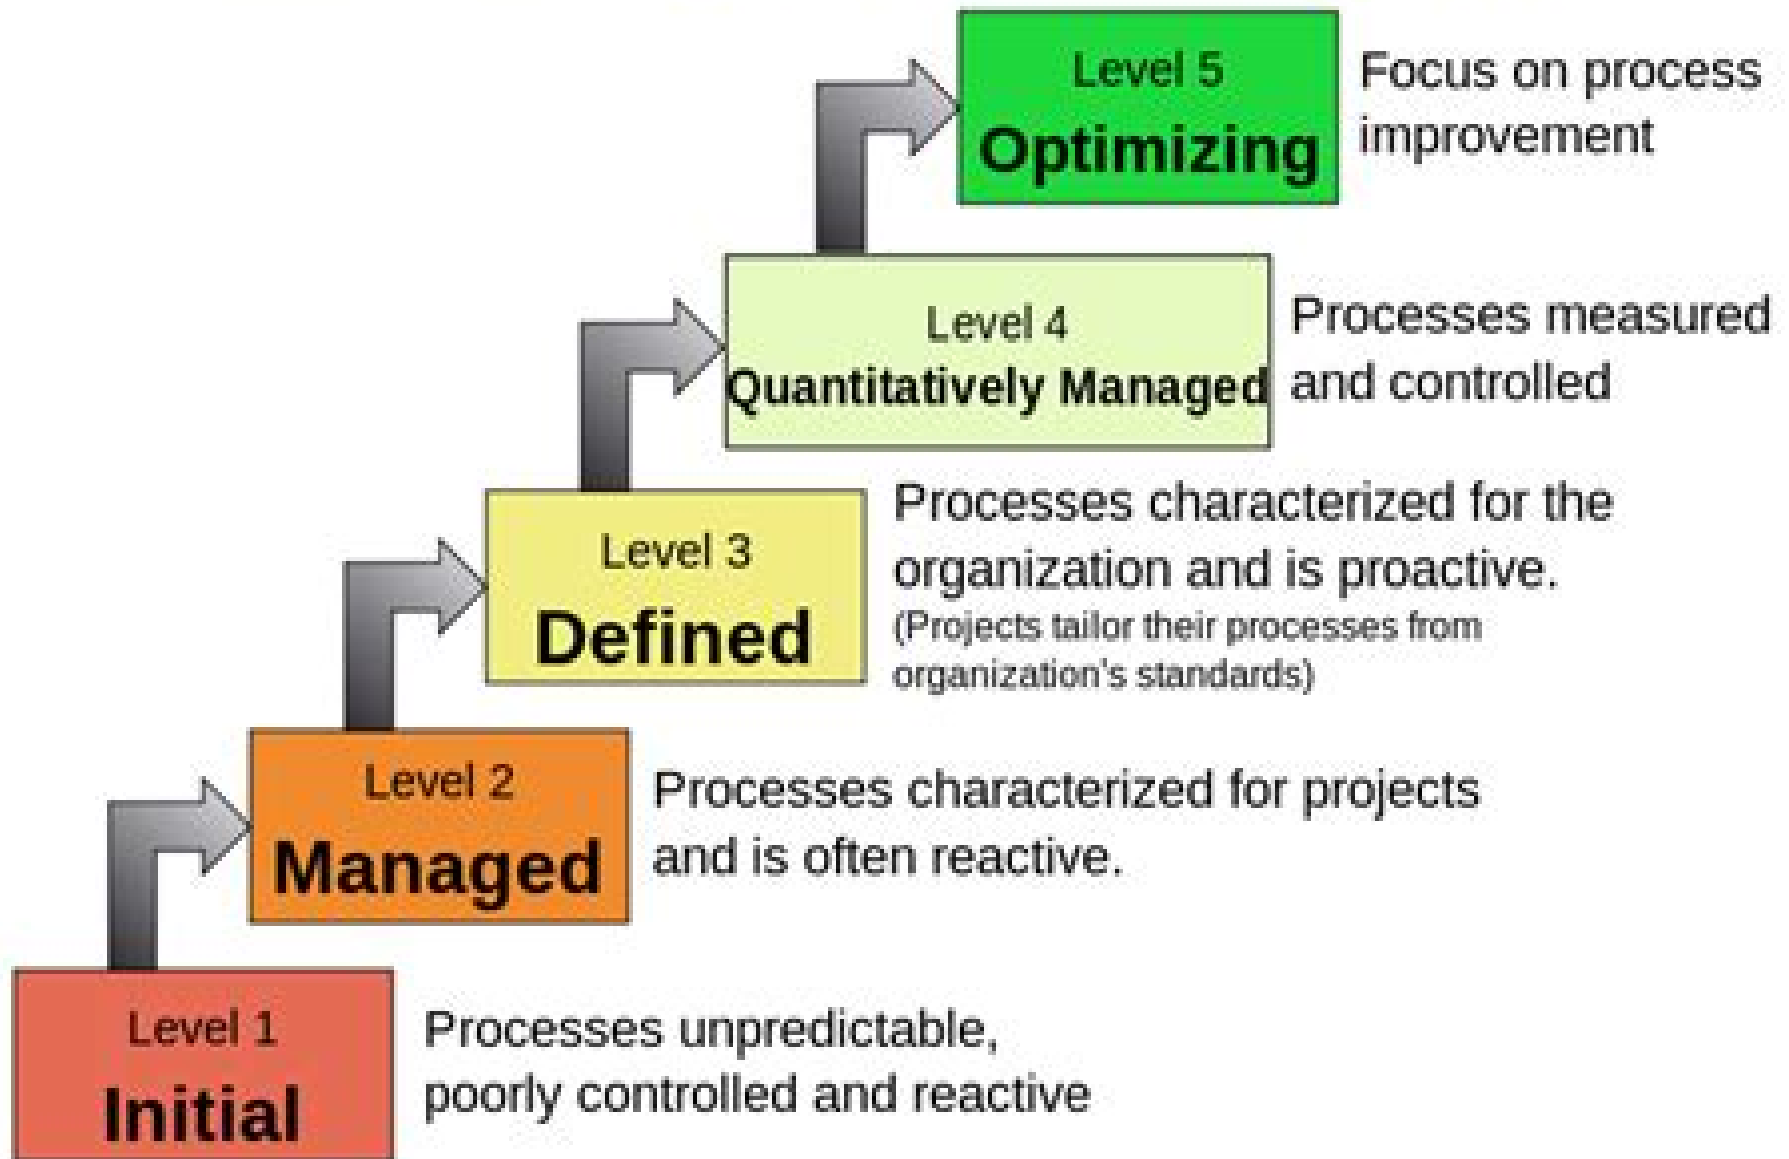 Level 5
Optimizing
Focus on process
improvement
Level 4
Quantitatively Managed
Processes measured
and controlled
Level 3
Defined
Processes characterized for the
organization and is proactive.
(Projects tailor their processes from
organization's standards)
Level 2
Managed
Processes characterized for projects
and is often reactive.
Level 1
Initial
Processes unpredictable,
poorly controlled and reactive